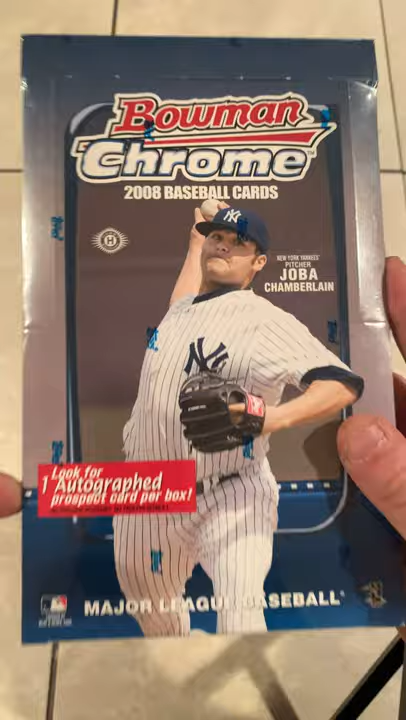 Bowman
Chrome™
2008 BASEBALL CARDS
H
NEW YORK YANKEES'
PITCHER
JOBA
CHAMBERLAIN
NY
NY
Look for
1 Autographed
prospect card per box!
MAJOR LEAGUE BASEBALL